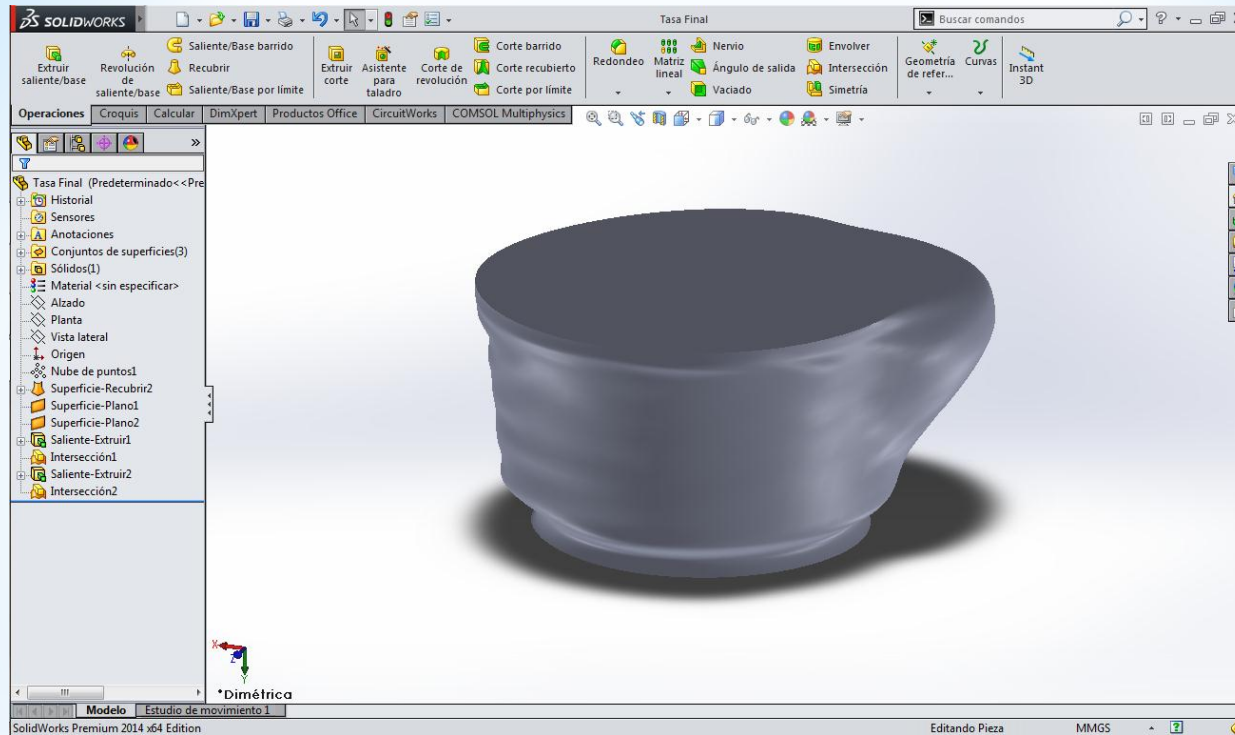 SOLIDWORKS
Tasa Final
Buscar comandos
Extruir saliente/base
Revolución de saliente/base
Saliente/Base barrido
Recubrir
Saliente/Base por límite
Extruir corte
Asistente para taladro
Corte de revolución
Corte barrido
Corte recubierto
Corte por límite
Redondeo
Matriz lineal
Nervio
Ángulo de salida
Vaciado
Envolver
Intersección
Simetría
Geometría de refer...
Curvas
Instant 3D
Operaciones
Croquis
Calcular
DimXpert
Productos Office
CircuitWorks
COMSOL Multiphysics
Tasa Final (Predeterminado<<Pre
Historial
Sensores
Anotaciones
Conjuntos de superficies(3)
Sólidos(1)
Material <sin especificar>
Alzado
Planta
Vista lateral
Origen
Nube de puntos1
Superficie-Recubrir2
Superficie-Plano1
Superficie-Plano2
Saliente-Extruir1
Intersección1
Saliente-Extruir2
Intersección2
X
Z
Y
*Dimétrica
Modelo
Estudio de movimiento 1
SolidWorks Premium 2014 x64 Edition
Editando Pieza
MMGS